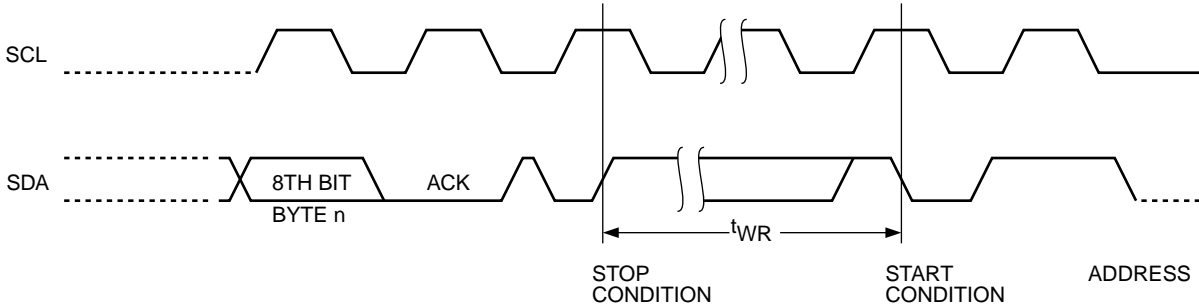 SCL
SDA
8TH BIT
ACK
BYTE n
tWR
STOP
CONDITION
START
CONDITION
ADDRESS